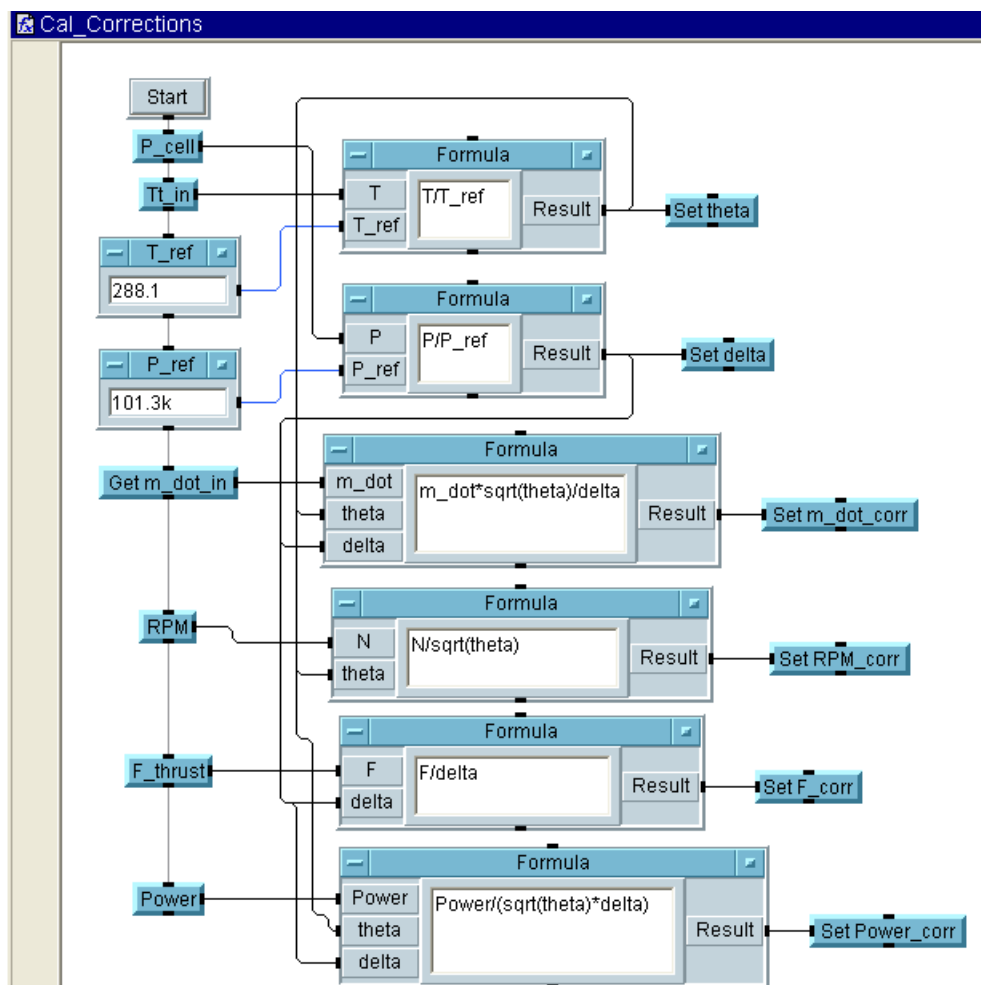 Cal_Corrections
Start
P_cell
Tt_in
T_ref
288.1
P_ref
101.3k
Get m_dot_in
RPM
F_thrust
Power
Formula
T
T_ref
T/T_ref
Result
Set theta
Formula
P
P_ref
P/P_ref
Result
Set delta
Formula
m_dot
theta
delta
m_dot*sqrt(theta)/delta
Result
Set m_dot_corr
Formula
N
theta
N/sqrt(theta)
Result
Set RPM_corr
Formula
F
delta
F/delta
Result
Set F_corr
Formula
Power
theta
delta
Power/(sqrt(theta)*delta)
Result
Set Power_corr